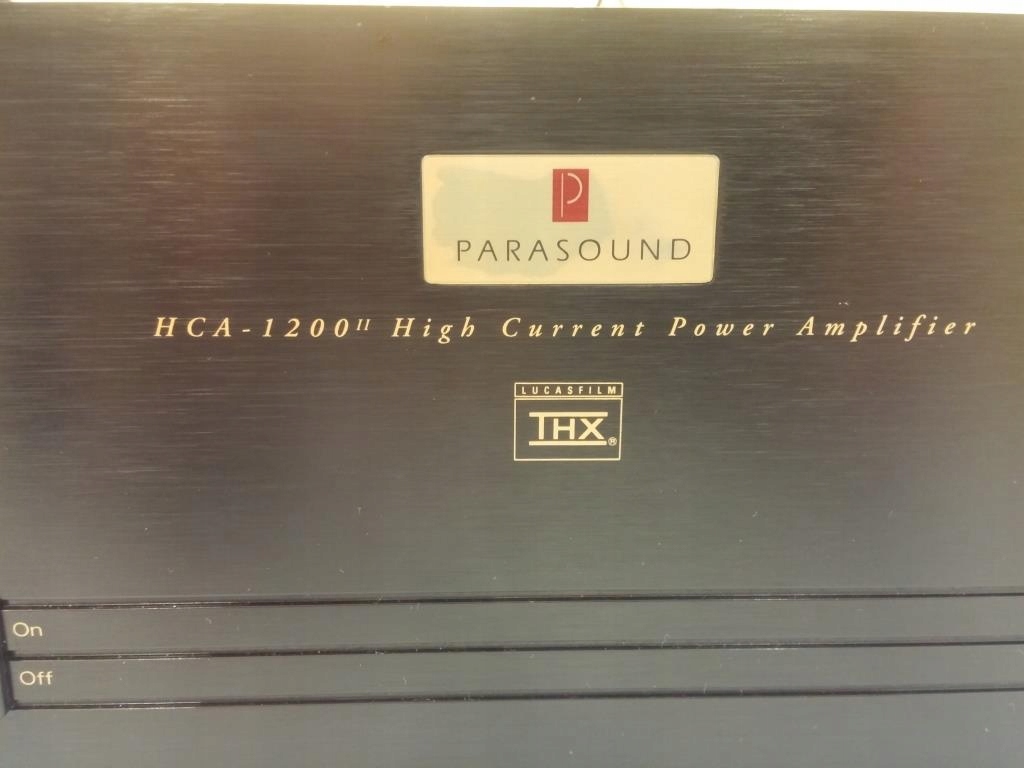 P
PARASOUND
HCA-1200II High Current Power Amplifier
LUCASFILM
THX®
On
Off